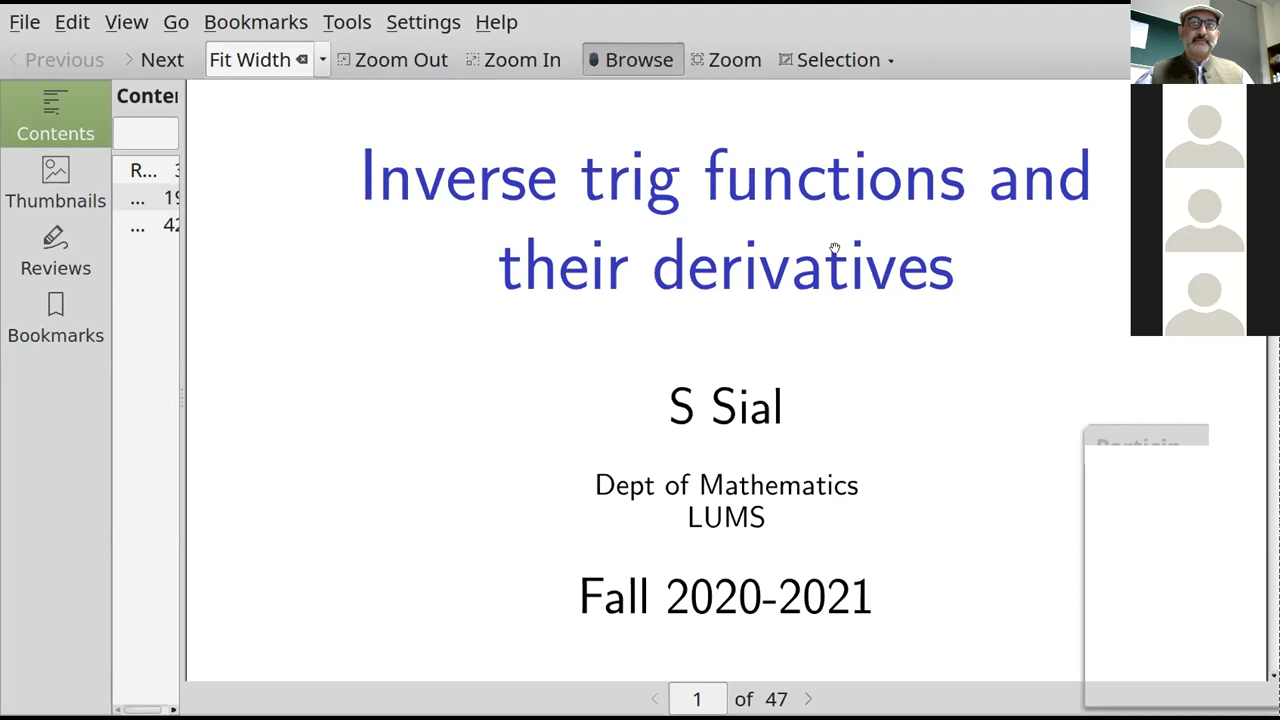 File Edit View Go Bookmarks Tools Settings Help
Previous Next Fit Width Zoom Out Zoom In Browse Zoom Selection
Contents
Thumbnails
Reviews
Bookmarks
R...
... 19
... 42
Inverse trig functions and
their derivatives
S Sial
Dept of Mathematics
LUMS
Fall 2020-2021
1 of 47